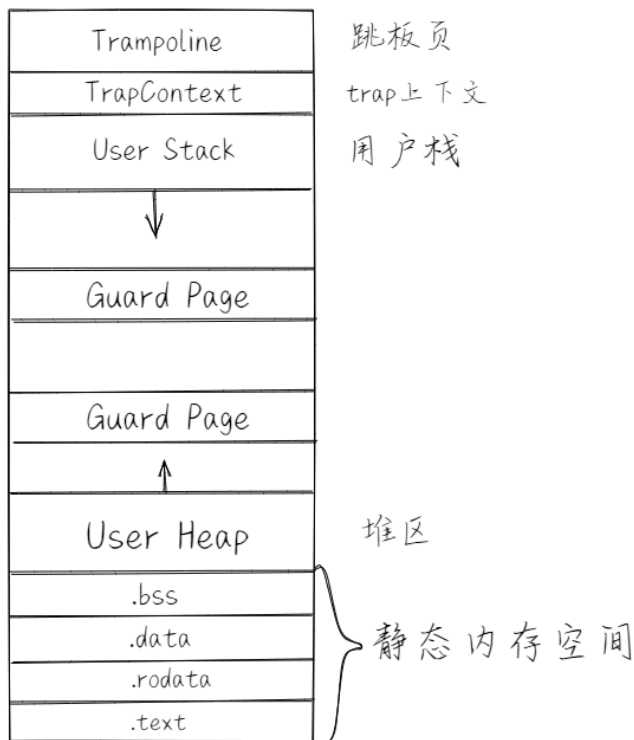 Trampoline 跳板页
TrapContext trap上下文
User Stack 用户栈
Guard Page
Guard Page
User Heap 堆区
.bss
.data 静态内存空间
.rodata
.text